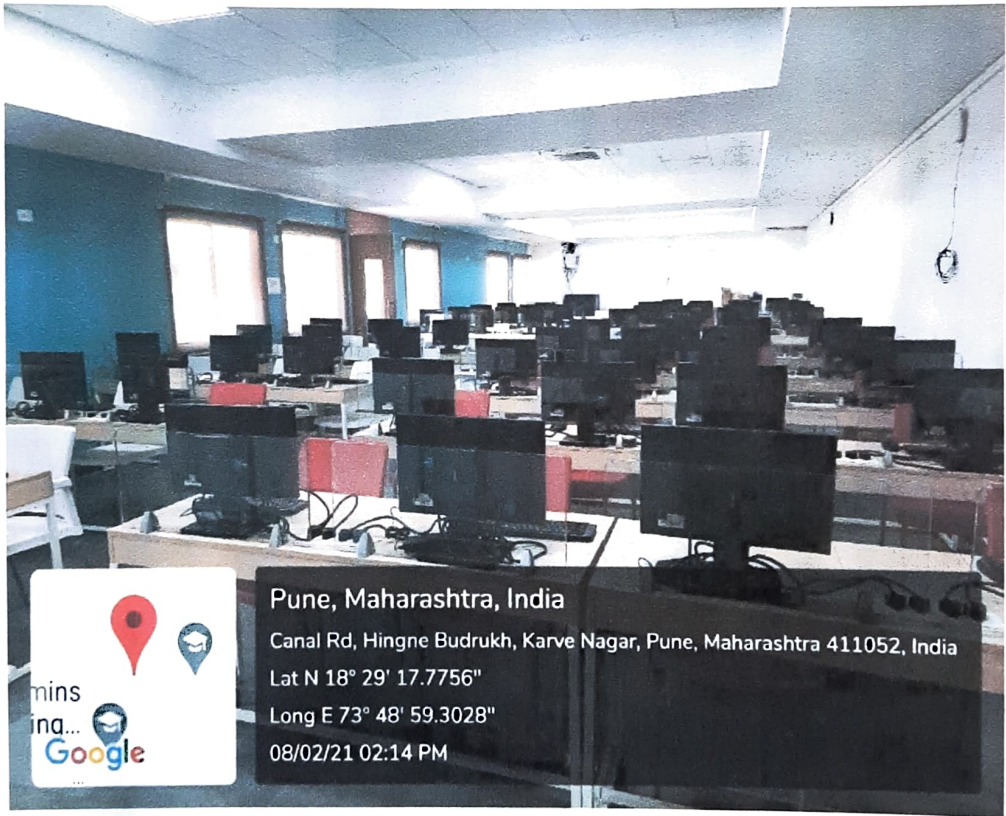 Pune, Maharashtra, India
Canal Rd, Hingne Budrukh, Karve Nagar, Pune, Maharashtra 411052, India
Lat N 18° 29' 17.7756"
Long E 73° 48' 59.3028"
08/02/21 02:14 PM
mins
ing...
Google